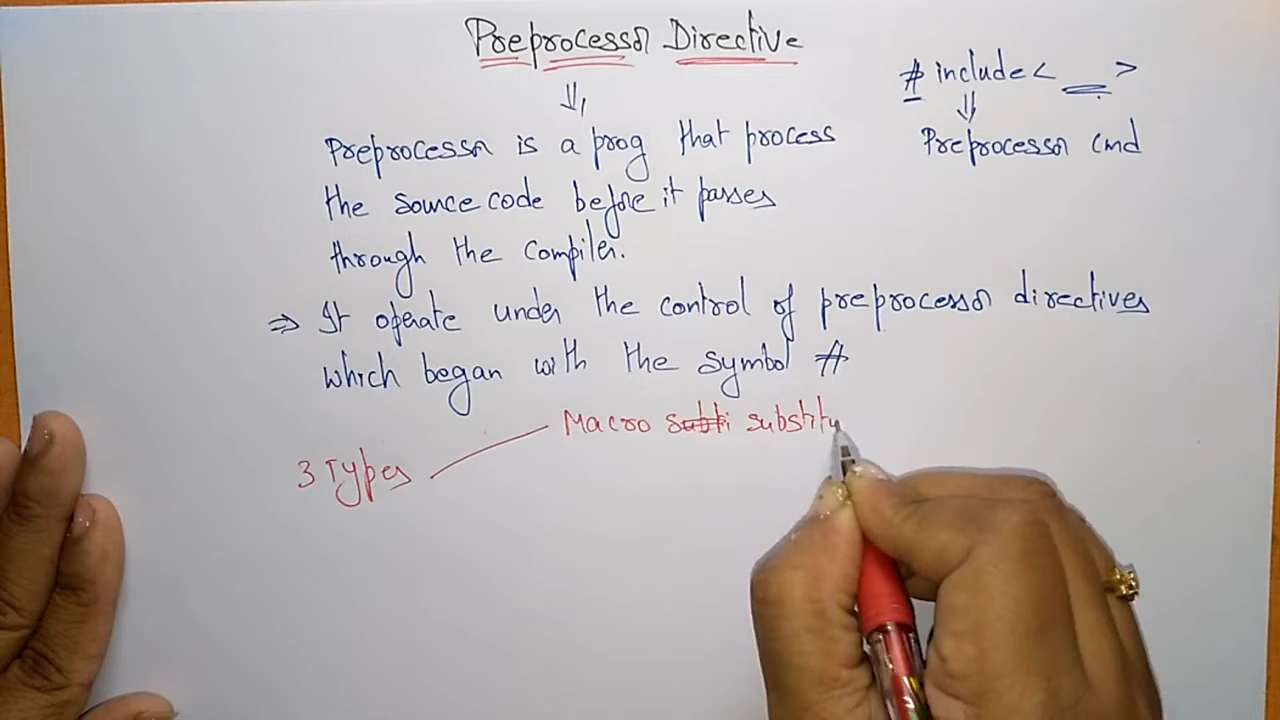 Preprocessor Directive
# include < __ >
Preprocessor cmd
Preprocessor is a prog that process
the source code before it passes
through the compiler.
⇒ It operate under the control of preprocessor directives
which began with the symbol #
3 Types
Macro substitu